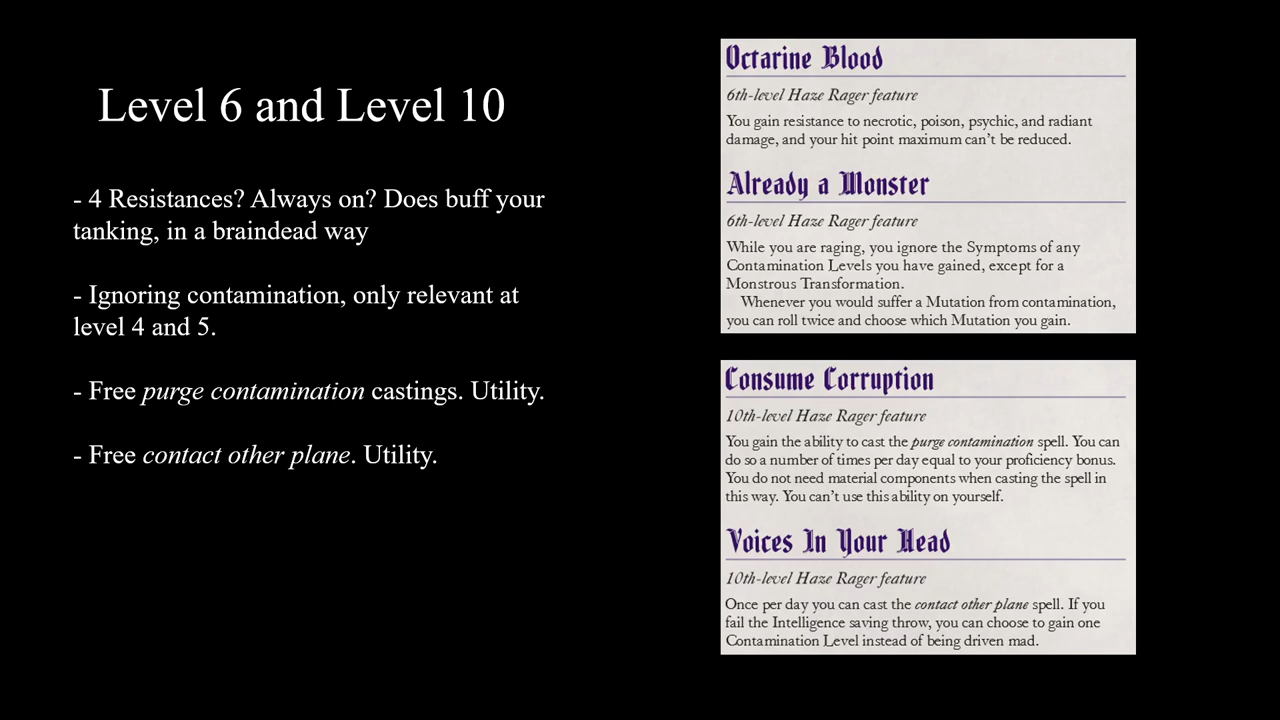 Level 6 and Level 10
- 4 Resistances? Always on? Does buff your
tanking, in a braindead way
- Ignoring contamination, only relevant at
level 4 and 5.
- Free purge contamination castings. Utility.
- Free contact other plane. Utility.
Octarine Blood
6th-level Haze Rager feature
You gain resistance to necrotic, poison, psychic, and radiant
damage, and your hit point maximum can't be reduced.
Already a Monster
6th-level Haze Rager feature
While you are raging, you ignore the Symptoms of any
Contamination Levels you have gained, except for a
Monstrous Transformation.
Whenever you would suffer a Mutation from contamination,
you can roll twice and choose which Mutation you gain.
Consume Corruption
10th-level Haze Rager feature
You gain the ability to cast the purge contamination spell. You can
do so a number of times per day equal to your proficiency bonus.
You do not need material components when casting the spell in
this way. You can't use this ability on yourself.
Voices In Your Head
10th-level Haze Rager feature
Once per day you can cast the contact other plane spell. If you
fail the Intelligence saving throw, you can choose to gain one
Contamination Level instead of being driven mad.